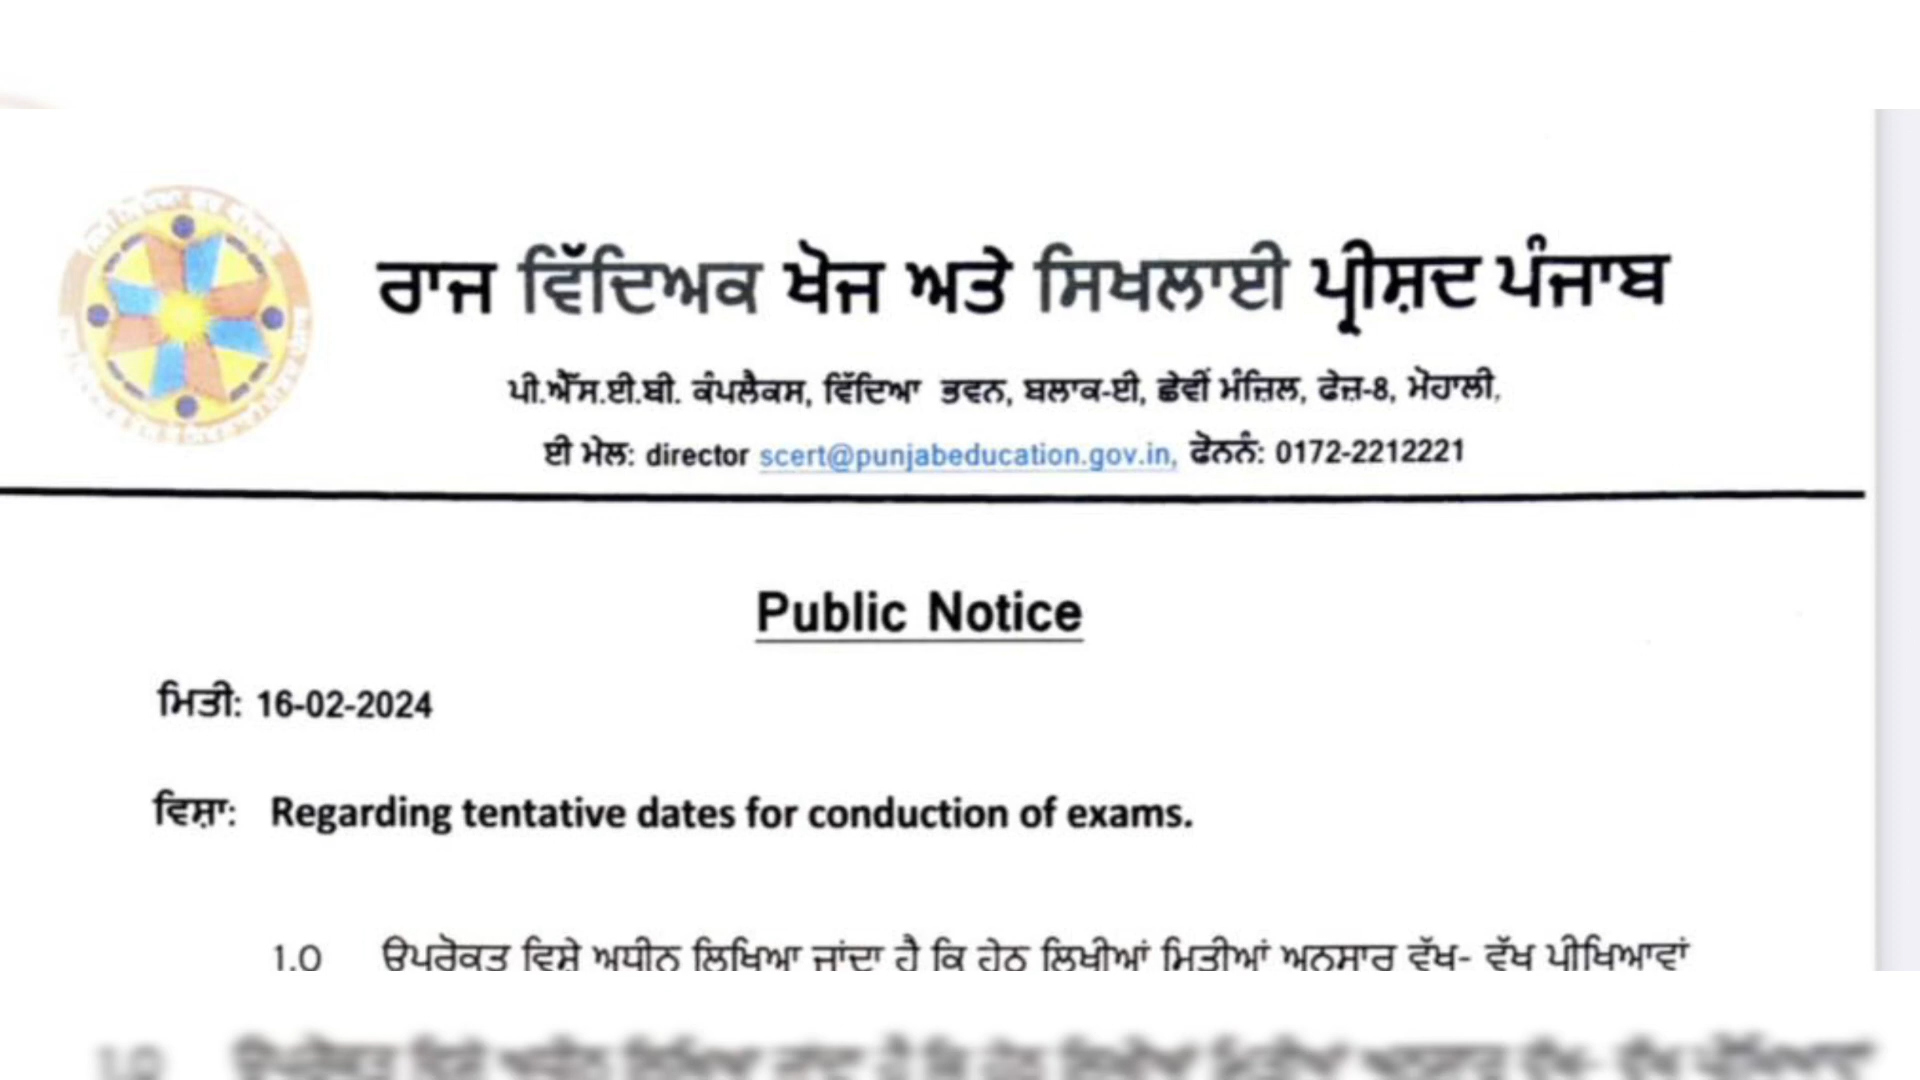 ਰਾਜ ਵਿੱਦਿਅਕ ਖੋਜ ਅਤੇ ਸਿਖਲਾਈ ਪ੍ਰੀਸ਼ਦ ਪੰਜਾਬ
ਪੀ.ਐੱਸ.ਈ.ਬੀ. ਕੰਪਲੈਕਸ, ਵਿੱਦਿਆ ਭਵਨ, ਬਲਾਕ-ਈ, ਛੇਵੀਂ ਮੰਜ਼ਿਲ, ਫੇਜ਼-8, ਮੋਹਾਲੀ,
ਈ ਮੇਲ: director scert@punjabeducation.gov.in, ਫੋਨਨੰ: 0172-2212221
Public Notice
ਮਿਤੀ: 16-02-2024
ਵਿਸ਼ਾ: Regarding tentative dates for conduction of exams.
1.0 ਉਪਰੋਕਤ ਵਿਸ਼ੇ ਅਧੀਨ ਲਿਖਿਆ ਜਾਂਦਾ ਹੈ ਕਿ ਹੇਠ ਲਿਖੀਆਂ ਮਿਤੀਆਂ ਅਨੁਸਾਰ ਵੱਖ- ਵੱਖ ਪੀਖਿਆਵਾਂ